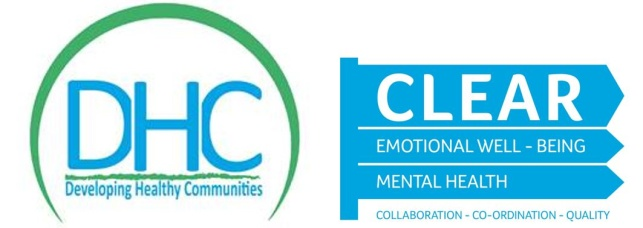 DHC
Developing Healthy Communities
CLEAR
EMOTIONAL WELL - BEING
MENTAL HEALTH
COLLABORATION - CO-ORDINATION - QUALITY